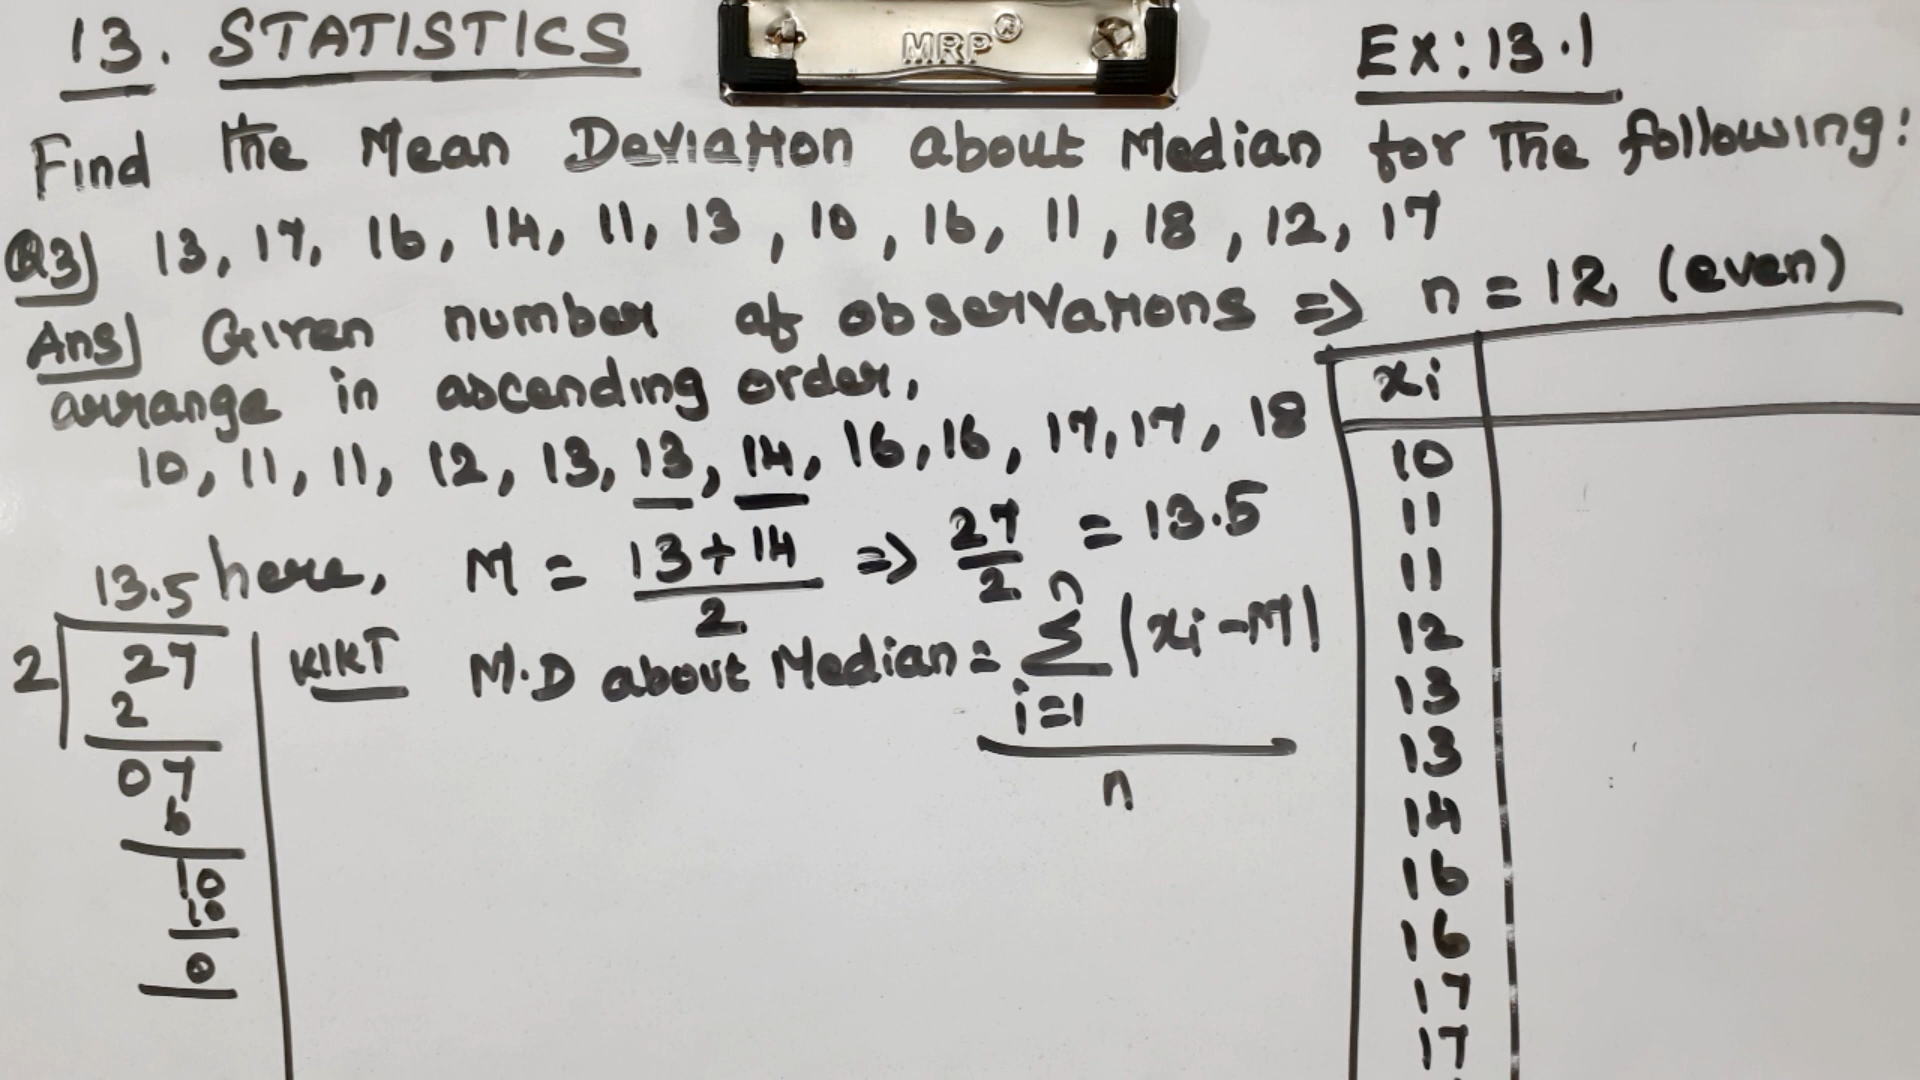 13. STATISTICS
MRP®
Ex: 13.1
Find the Mean Deviation about Median for The following:
Q3) 13, 17, 16, 14, 11, 13, 10, 16, 11, 18, 12, 17
Ans) Given number of observations => n = 12 (even)
arrange in ascending order,
10, 11, 11, 12, 13, 13, 14, 16, 16, 17, 17, 18
here, M = 13+14/2 => 27/2 = 13.5
KIKT M.D about Median = n Σ i=1 |xi - M| / n
13.5
2 27
2
07
6
10
10
0
xi
10
11
11
12
13
13
14
16
16
17
17